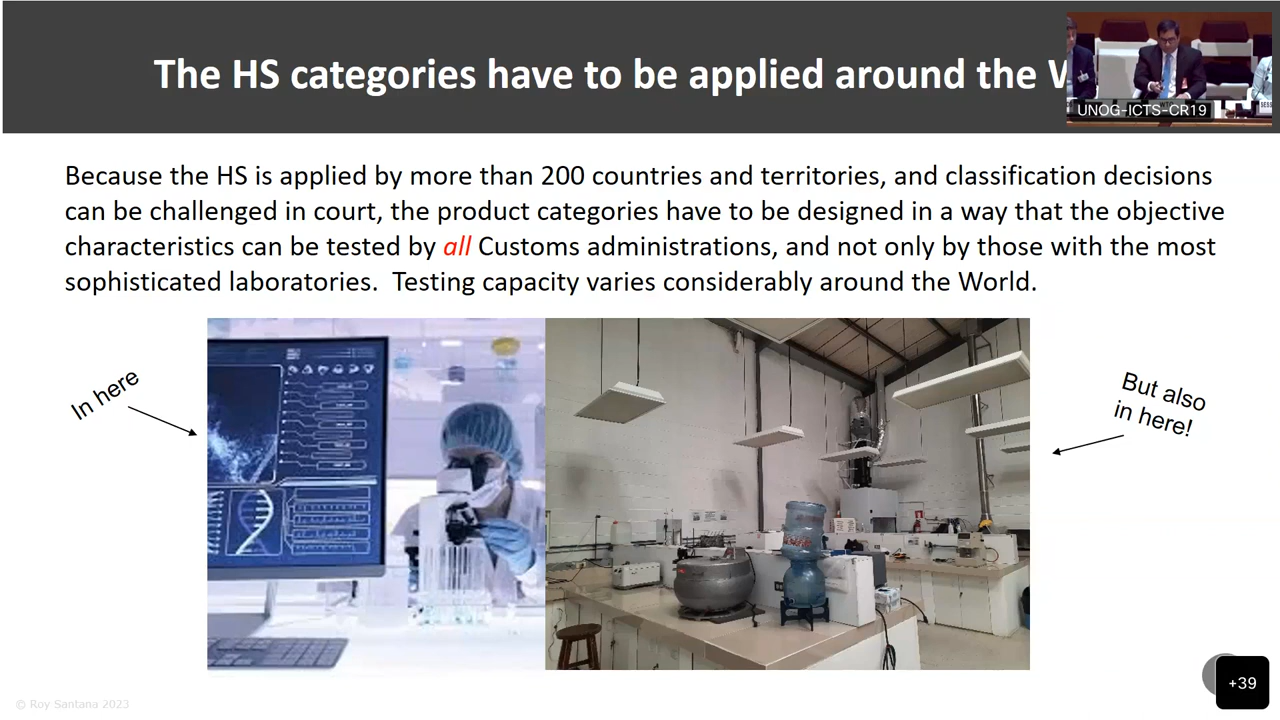 The HS categories have to be applied around the
UNOG-ICTS-CR19
Because the HS is applied by more than 200 countries and territories, and classification decisions
can be challenged in court, the product categories have to be designed in a way that the objective
characteristics can be tested by all Customs administrations, and not only by those with the most
sophisticated laboratories. Testing capacity varies considerably around the World.
In here
But also
in here!
+39
© Roy Santana 2023